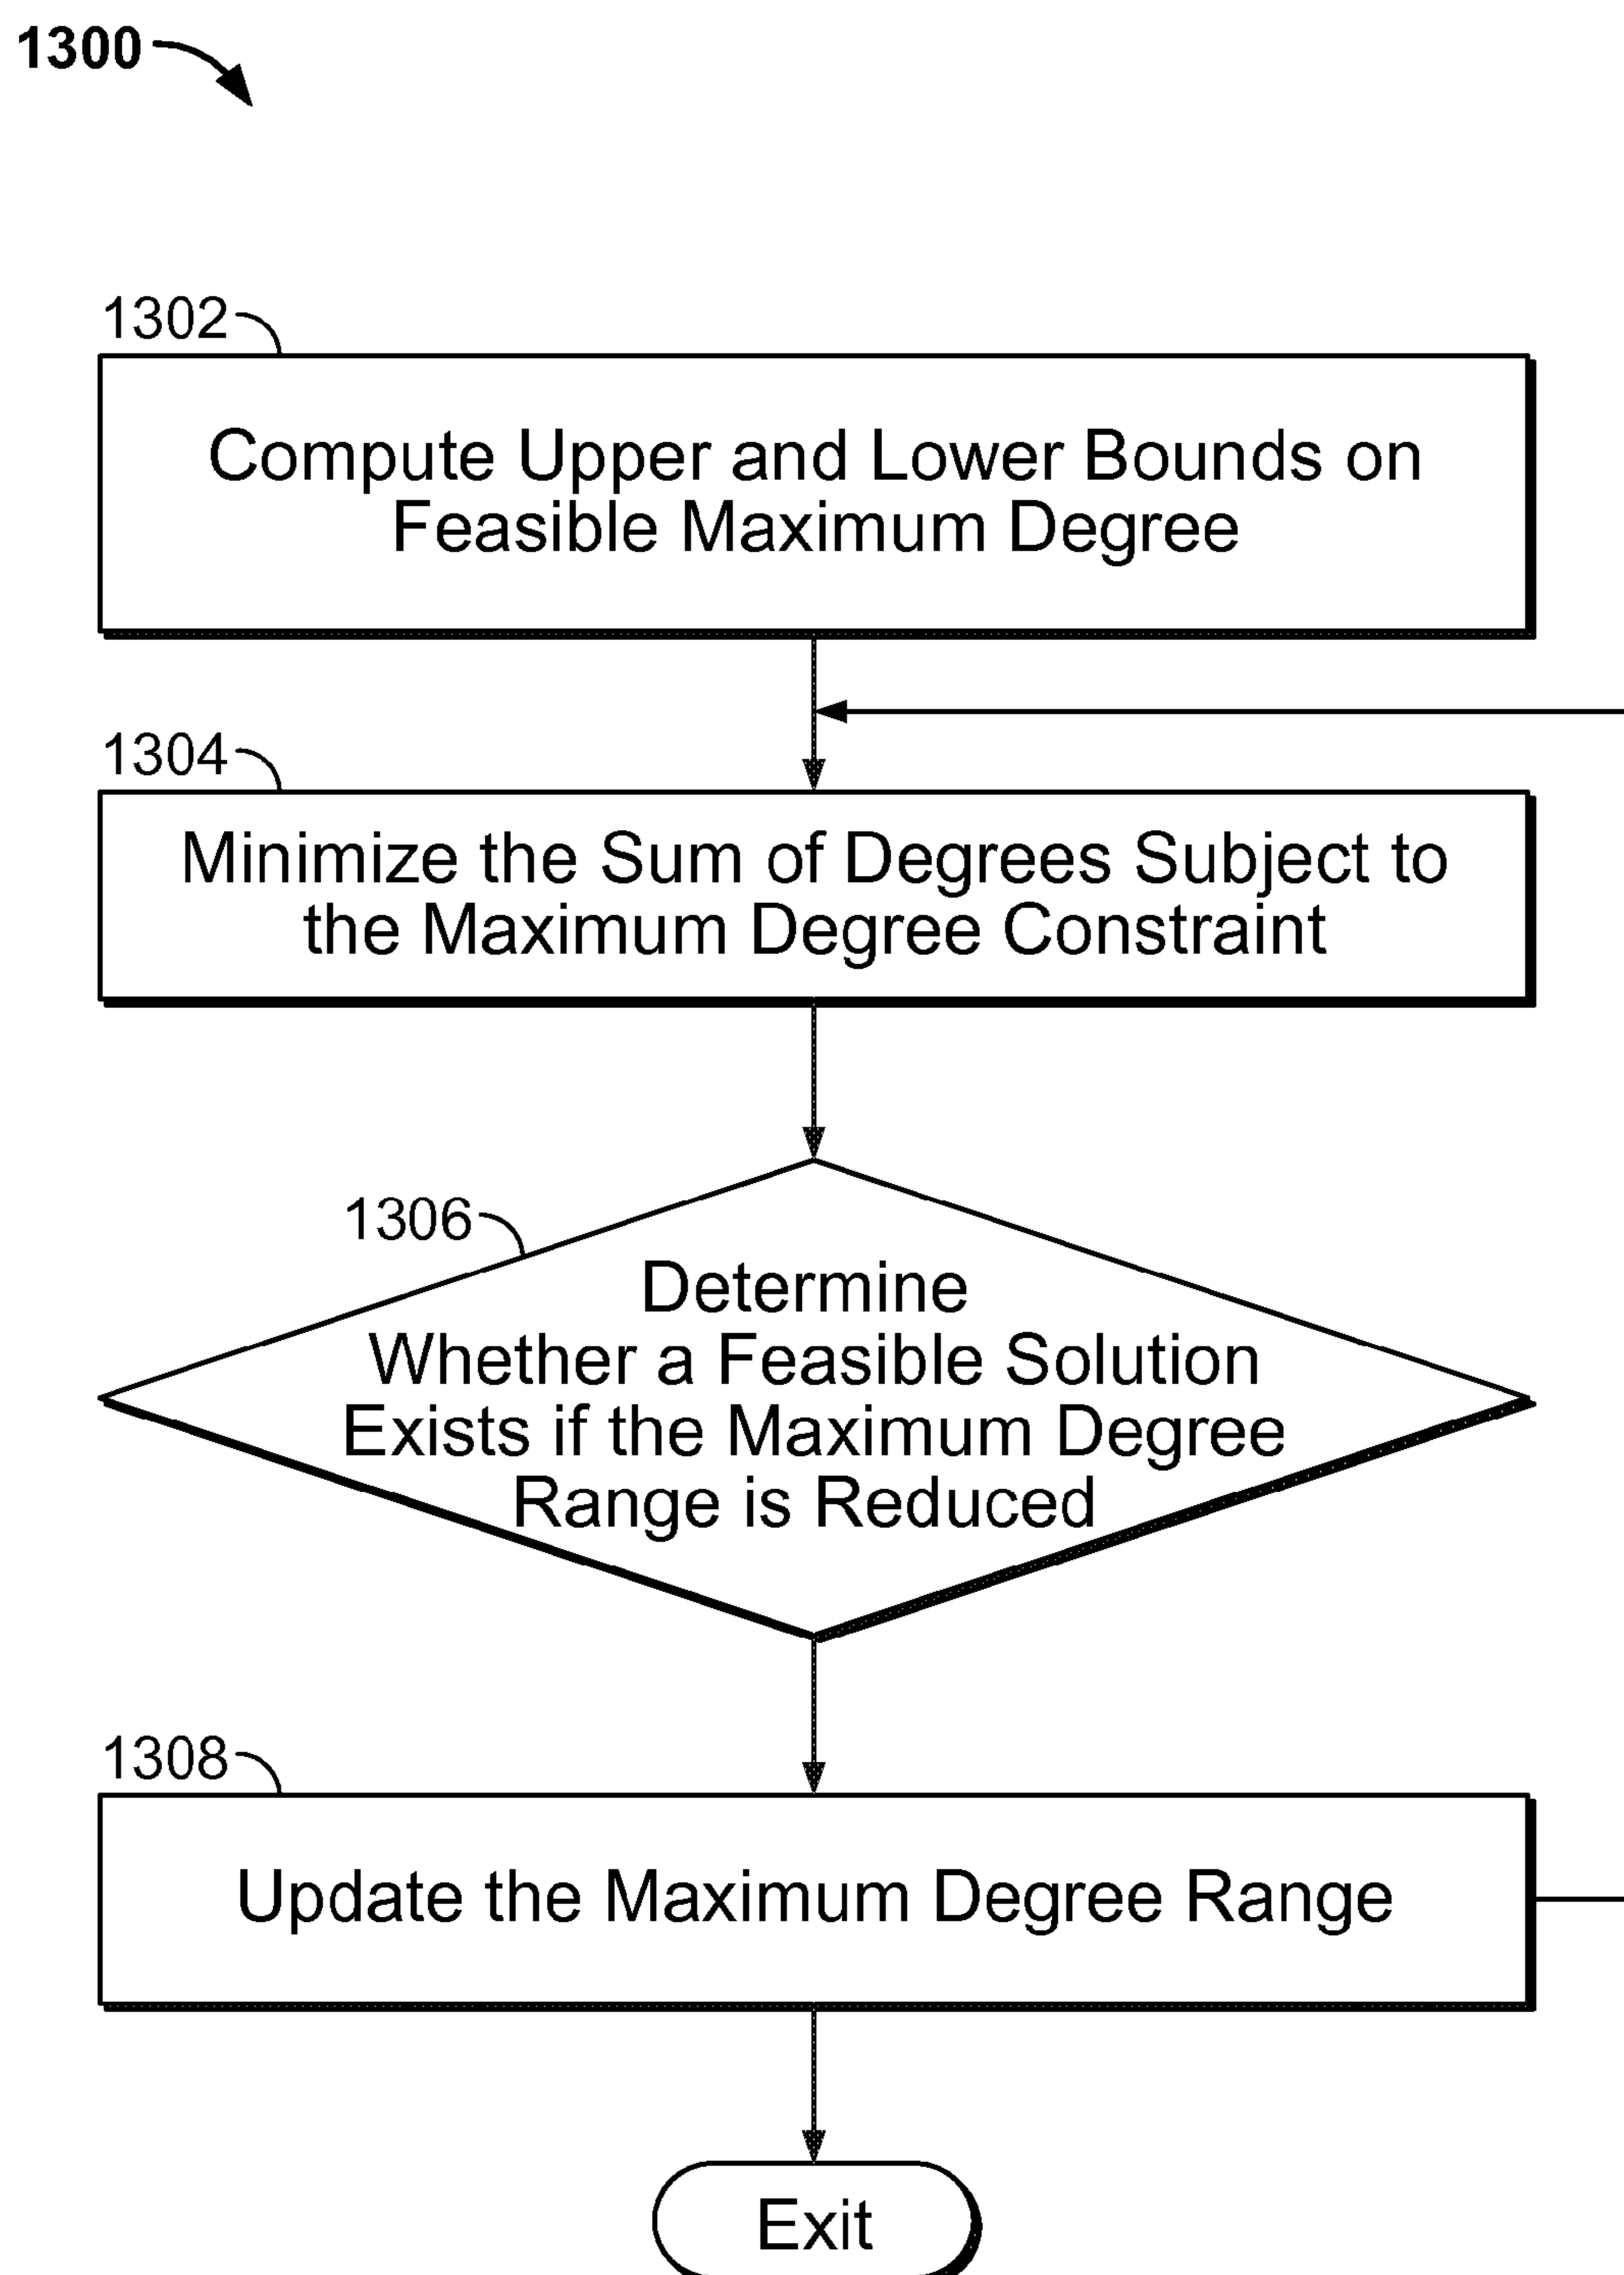 1300
1302
Compute Upper and Lower Bounds on
Feasible Maximum Degree
1304
Minimize the Sum of Degrees Subject to
the Maximum Degree Constraint
1306
Determine
Whether a Feasible Solution
Exists if the Maximum Degree
Range is Reduced
1308
Update the Maximum Degree Range
Exit